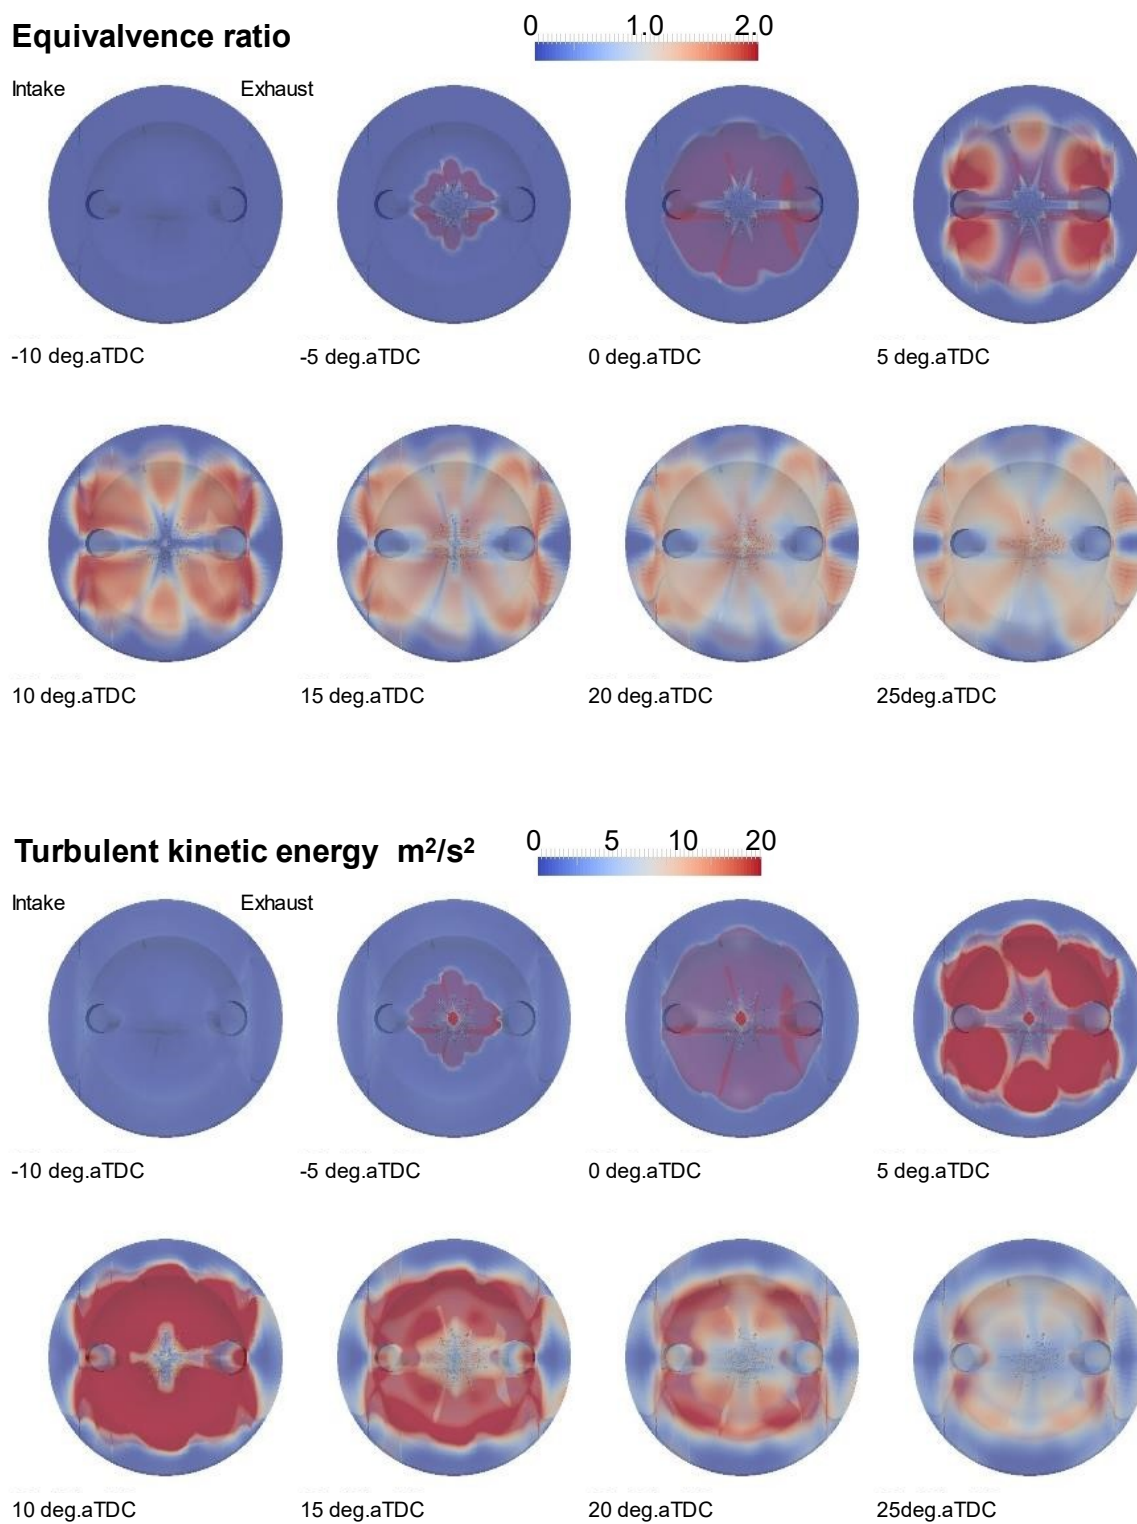 Equivalvence ratio
0 1.0 2.0
Intake Exhaust
-10 deg.aTDC -5 deg.aTDC 0 deg.aTDC 5 deg.aTDC
10 deg.aTDC 15 deg.aTDC 20 deg.aTDC 25deg.aTDC
Turbulent kinetic energy m²/s²
0 5 10 20
Intake Exhaust
-10 deg.aTDC -5 deg.aTDC 0 deg.aTDC 5 deg.aTDC
10 deg.aTDC 15 deg.aTDC 20 deg.aTDC 25deg.aTDC